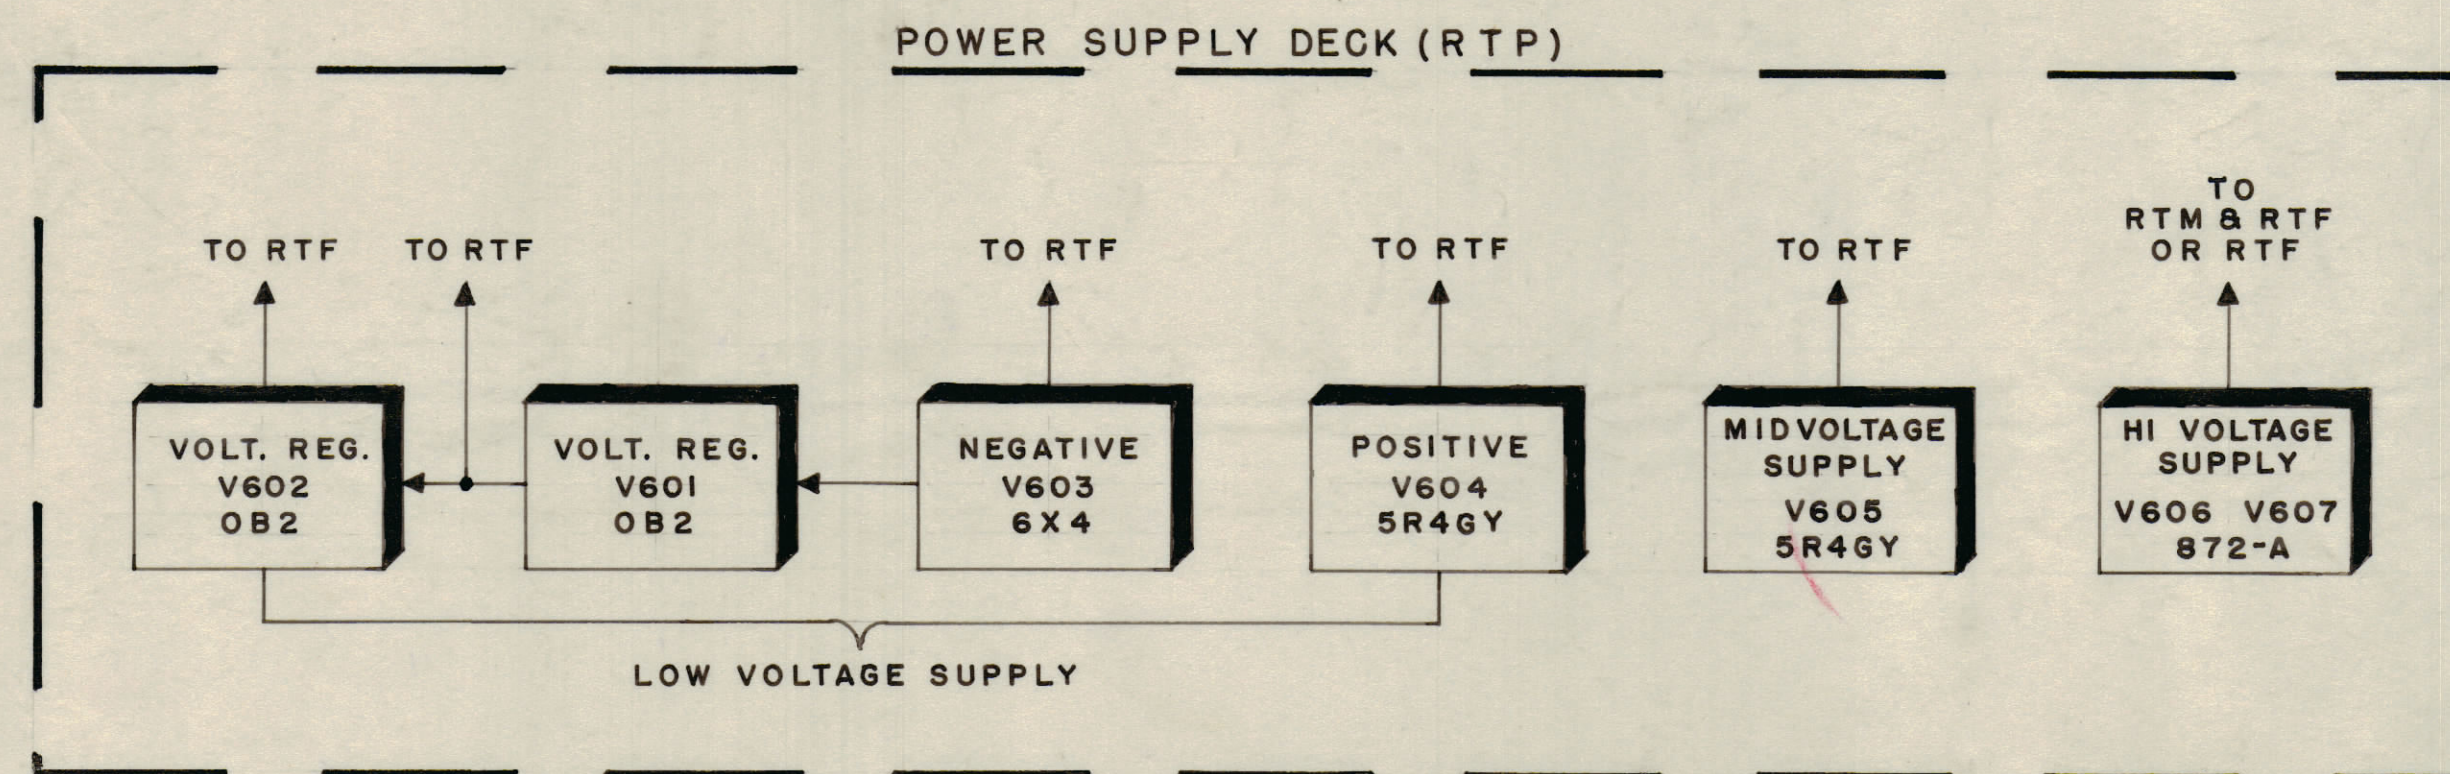 POWER SUPPLY DECK (RTP)
TO RTF
TO RTF
TO RTF
TO RTF
TO RTF
TO
RTM & RTF
OR RTF
VOLT. REG.
V602
OB2
VOLT. REG.
V601
OB2
NEGATIVE
V603
6X4
POSITIVE
V604
5R4GY
MIDVOLTAGE
SUPPLY
V605
5R4GY
HI VOLTAGE
SUPPLY
V606 V607
872-A
LOW VOLTAGE SUPPLY